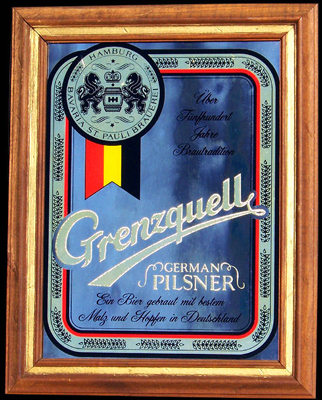 HAMBURG
BAVARIA ST. PAULI BRAUEREI
Über
Fünfhundert
Jahre
Brautradition
Grenzquell
GERMAN
PILSNER
Ein Bier gebraut mit bestem
Malz und Hopfen in Deutschland